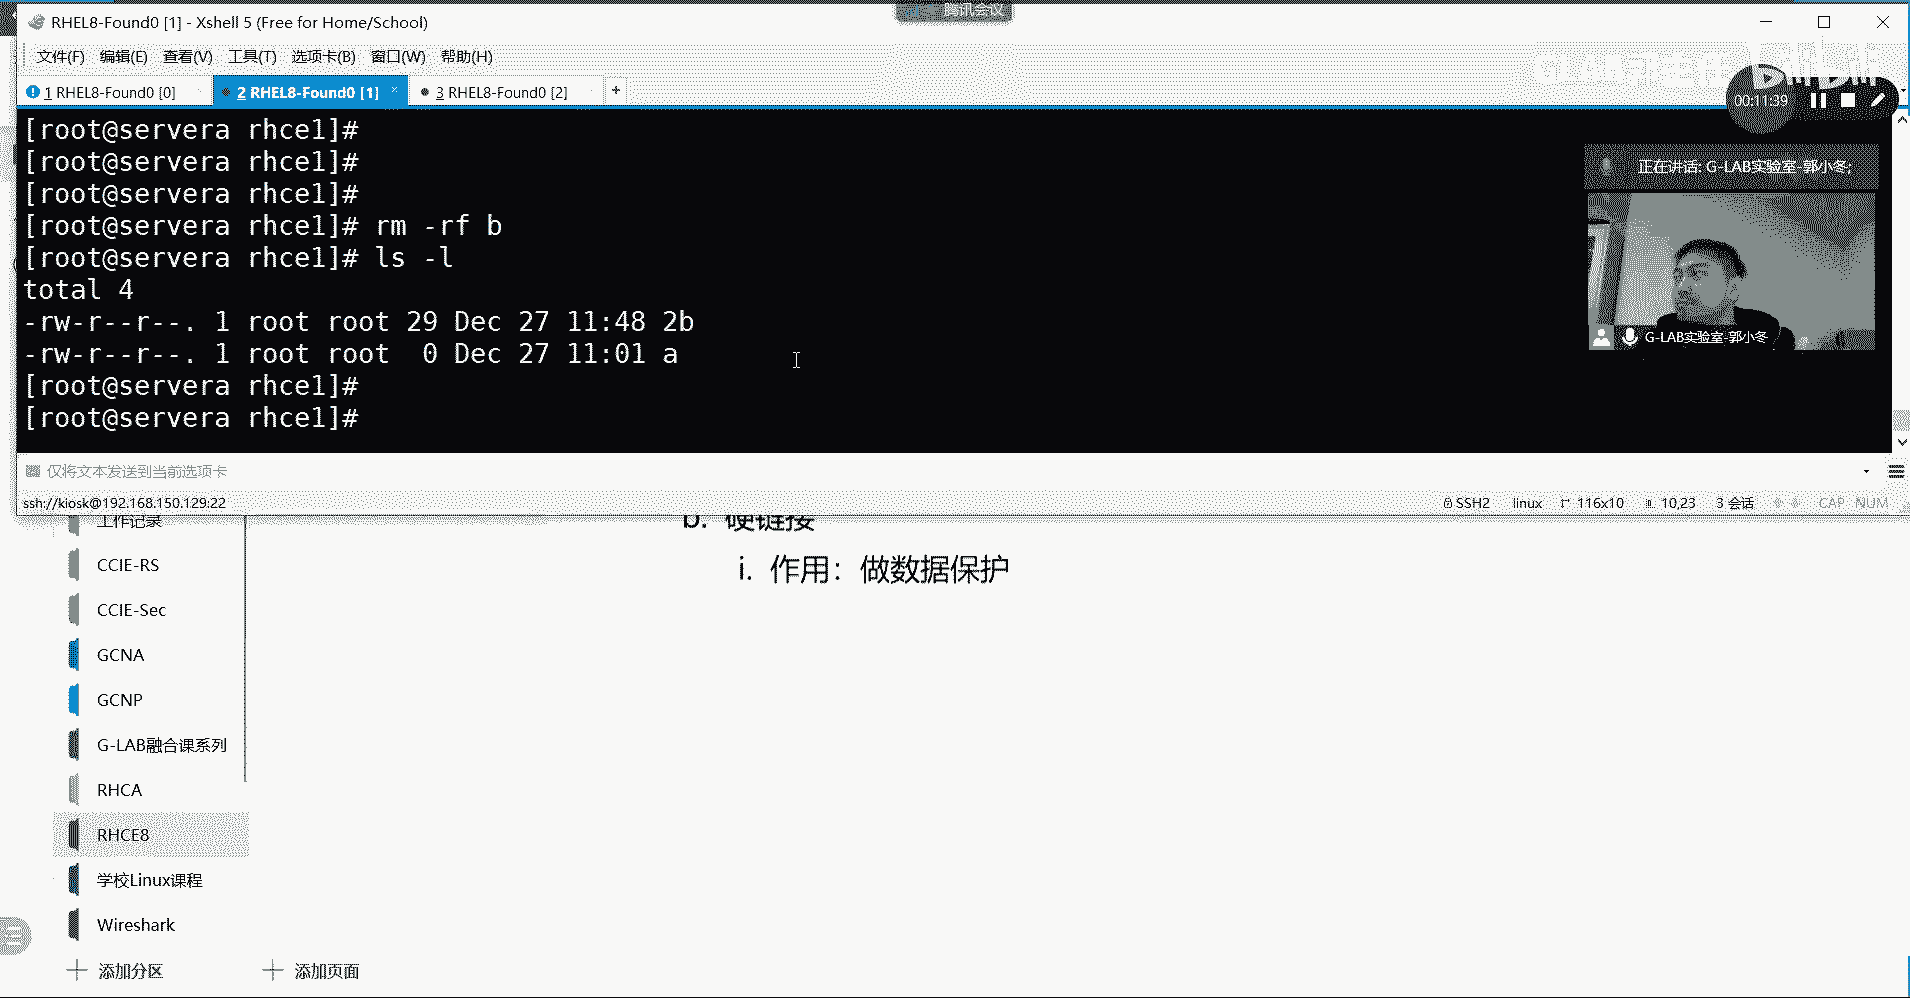 RHEL8-Found0 [1] - Xshell 5 (Free for Home/School)
腾讯会议
文件(F) 编辑(E) 查看(V) 工具(T) 选项卡(B) 窗口(W) 帮助(H)
1 RHEL8-Found0 [0]
2 RHEL8-Found0 [1]
3 RHEL8-Found0 [2]
00:11:39
[root@servera rhce1]#
[root@servera rhce1]#
[root@servera rhce1]#
[root@servera rhce1]# rm -rf b
[root@servera rhce1]# ls -l
total 4
-rw-r--r--. 1 root root 29 Dec 27 11:48 2b
-rw-r--r--. 1 root root  0 Dec 27 11:01 a
[root@servera rhce1]#
[root@servera rhce1]#
正在讲话: G-LAB实验室-郭小冬;
G-LAB实验室-郭小冬
仅将文本发送到当前选项卡
ssh://kiosk@192.168.150.129:22
SSH2 linux 116x10 10,23 3 会话 CAP NUM
b. 硬链接
i. 作用：做数据保护
工作记录
CCIE-RS
CCIE-Sec
GCNA
GCNP
G-LAB融合课系列
RHCA
RHCE8
学校Linux课程
Wireshark
添加分区
添加页面